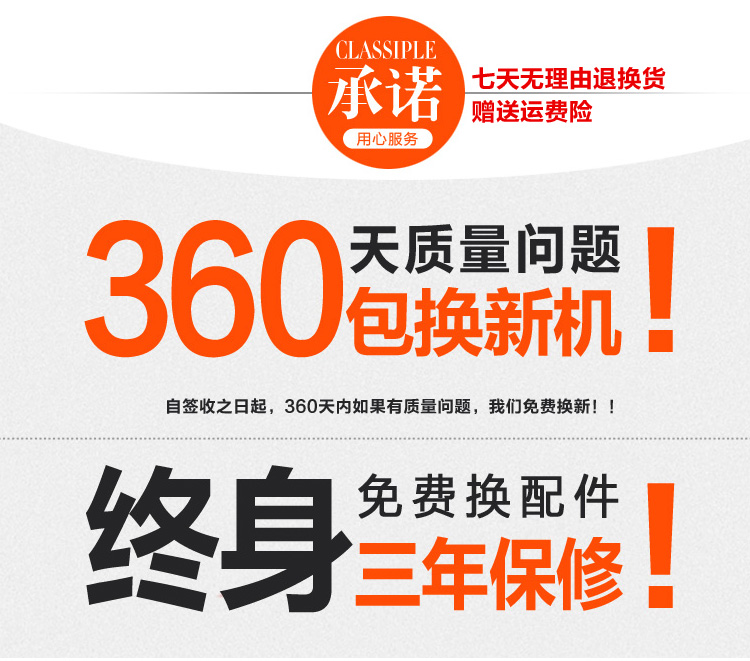 CLASSIPLE
承诺
用心服务
七天无理由退换货
赠送运费险
360天质量问题
包换新机！
自签收之日起，360天内如果有质量问题，我们免费换新！！
终身免费换配件
三年保修！